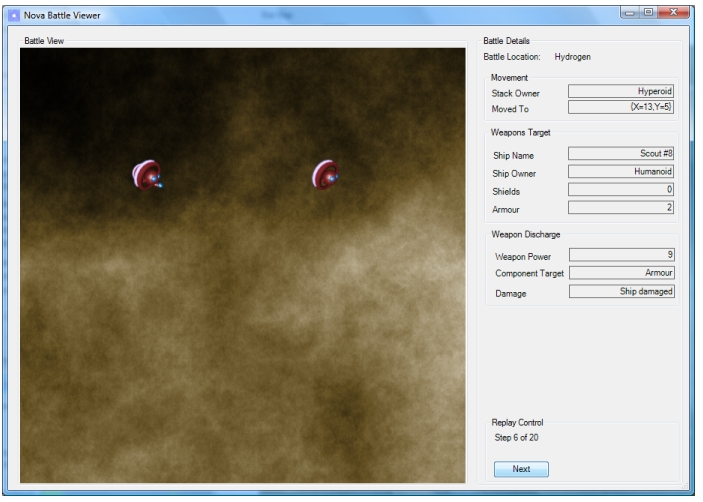 Nova Battle Viewer
Battle View
Battle Details
Battle Location: Hydrogen
Movement
Stack Owner Hyperoid
Moved To {X=13,Y=5}
Weapons Target
Ship Name Scout #8
Ship Owner Humanoid
Shields 0
Armour 2
Weapon Discharge
Weapon Power 9
Component Target Armour
Damage Ship damaged
Replay Control
Step 6 of 20
Next